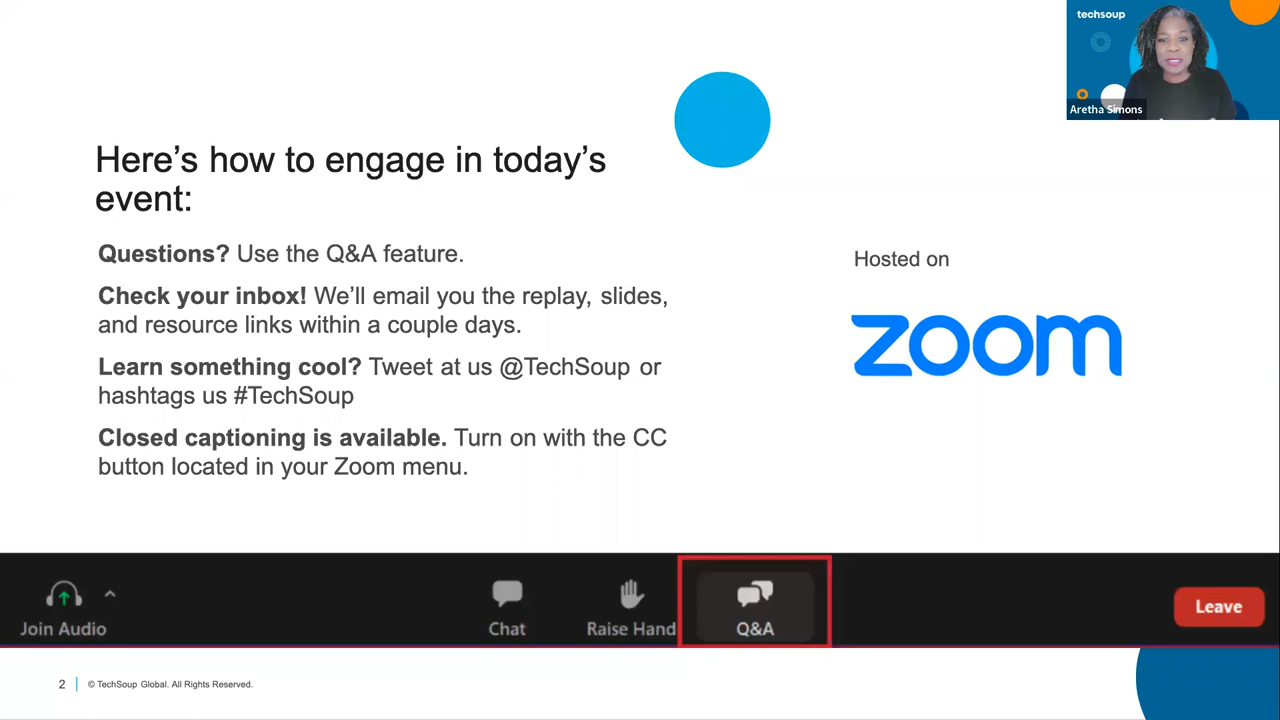 techsoup
Aretha Simons
Here’s how to engage in today’s
event:
Questions? Use the Q&A feature.
Check your inbox! We’ll email you the replay, slides,
and resource links within a couple days.
Learn something cool? Tweet at us @TechSoup or
hashtags us #TechSoup
Closed captioning is available. Turn on with the CC
button located in your Zoom menu.
Hosted on
zoom
Join Audio
Chat
Raise Hand
Q&A
Leave
2
© TechSoup Global. All Rights Reserved.